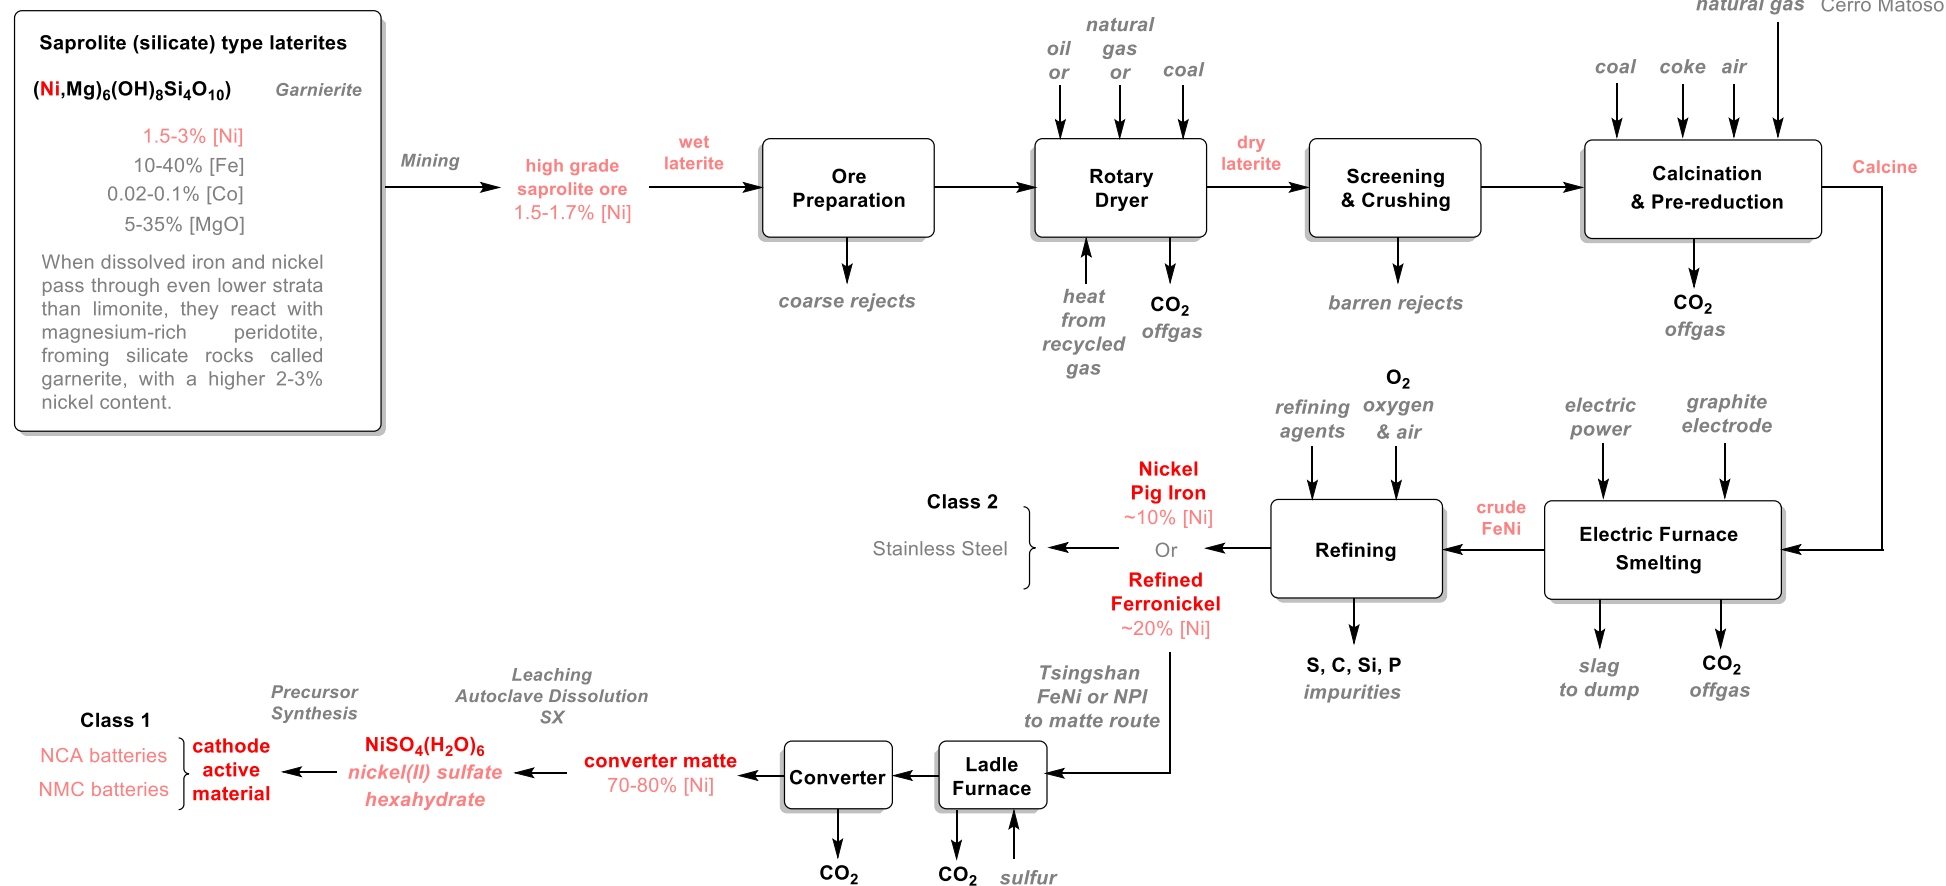 natural gas Cerro Matoso
Saprolite (silicate) type laterites
(Ni,Mg)6(OH)8Si4O10) Garnierite
1.5-3% [Ni]
10-40% [Fe]
0.02-0.1% [Co]
5-35% [MgO]
When dissolved iron and nickel
pass through even lower strata
than limonite, they react with
magnesium-rich peridotite,
froming silicate rocks called
garnerite, with a higher 2-3%
nickel content.
Mining
high grade
saprolite ore
1.5-1.7% [Ni]
wet
laterite
Ore
Preparation
coarse rejects
oil
or
natural
gas
or
coal
Rotary
Dryer
heat
from
recycled
gas
CO2
offgas
dry
laterite
Screening
& Crushing
barren rejects
coal
coke
air
Calcination
& Pre-reduction
CO2
offgas
Calcine
electric
power
graphite
electrode
Electric Furnace
Smelting
slag
to dump
CO2
offgas
crude
FeNi
refining
agents
O2
oxygen
& air
Refining
S, C, Si, P
impurities
Nickel
Pig Iron
~10% [Ni]
Or
Refined
Ferronickel
~20% [Ni]
Class 2
Stainless Steel
Tsingshan
FeNi or NPI
to matte route
Ladle
Furnace
CO2
sulfur
Converter
CO2
converter matte
70-80% [Ni]
Leaching
Autoclave Dissolution
SX
NiSO4(H2O)6
nickel(II) sulfate
hexahydrate
Precursor
Synthesis
cathode
active
material
Class 1
NCA batteries
NMC batteries